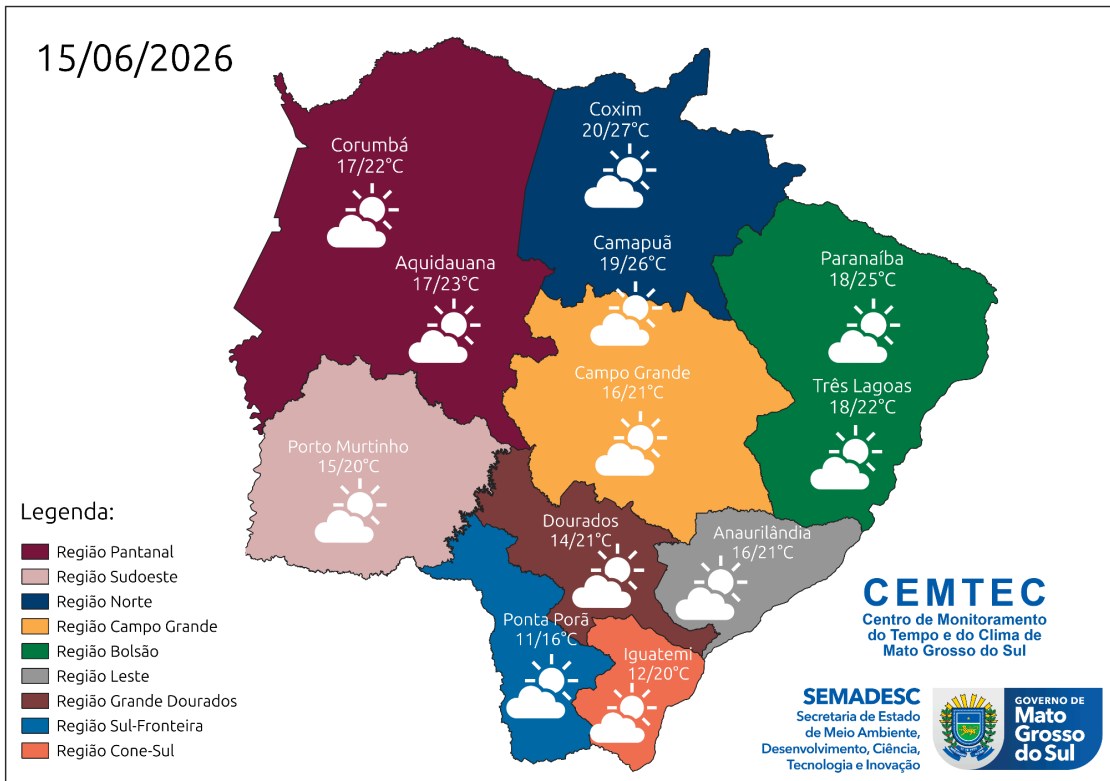 15/06/2026
Coxim
20/27°C
Corumbá
17/22°C
Camapuã
19/26°C
Aquidauana
17/23°C
Paranaíba
18/25°C
Campo Grande
16/21°C
Três Lagoas
18/22°C
Porto Murtinho
15/20°C
Dourados
14/21°C
Anaurilândia
16/21°C
Ponta Porã
11/16°C
Iguatemi
12/20°C
Legenda:
Região Pantanal
Região Sudoeste
Região Norte
Região Campo Grande
Região Bolsão
Região Leste
Região Grande Dourados
Região Sul-Fronteira
Região Cone-Sul
CEMTEC
Centro de Monitoramento
do Tempo e do Clima de
Mato Grosso do Sul
SEMADESC
Secretaria de Estado
de Meio Ambiente,
Desenvolvimento, Ciência,
Tecnologia e Inovação
GOVERNO DE
Mato
Grosso
do Sul